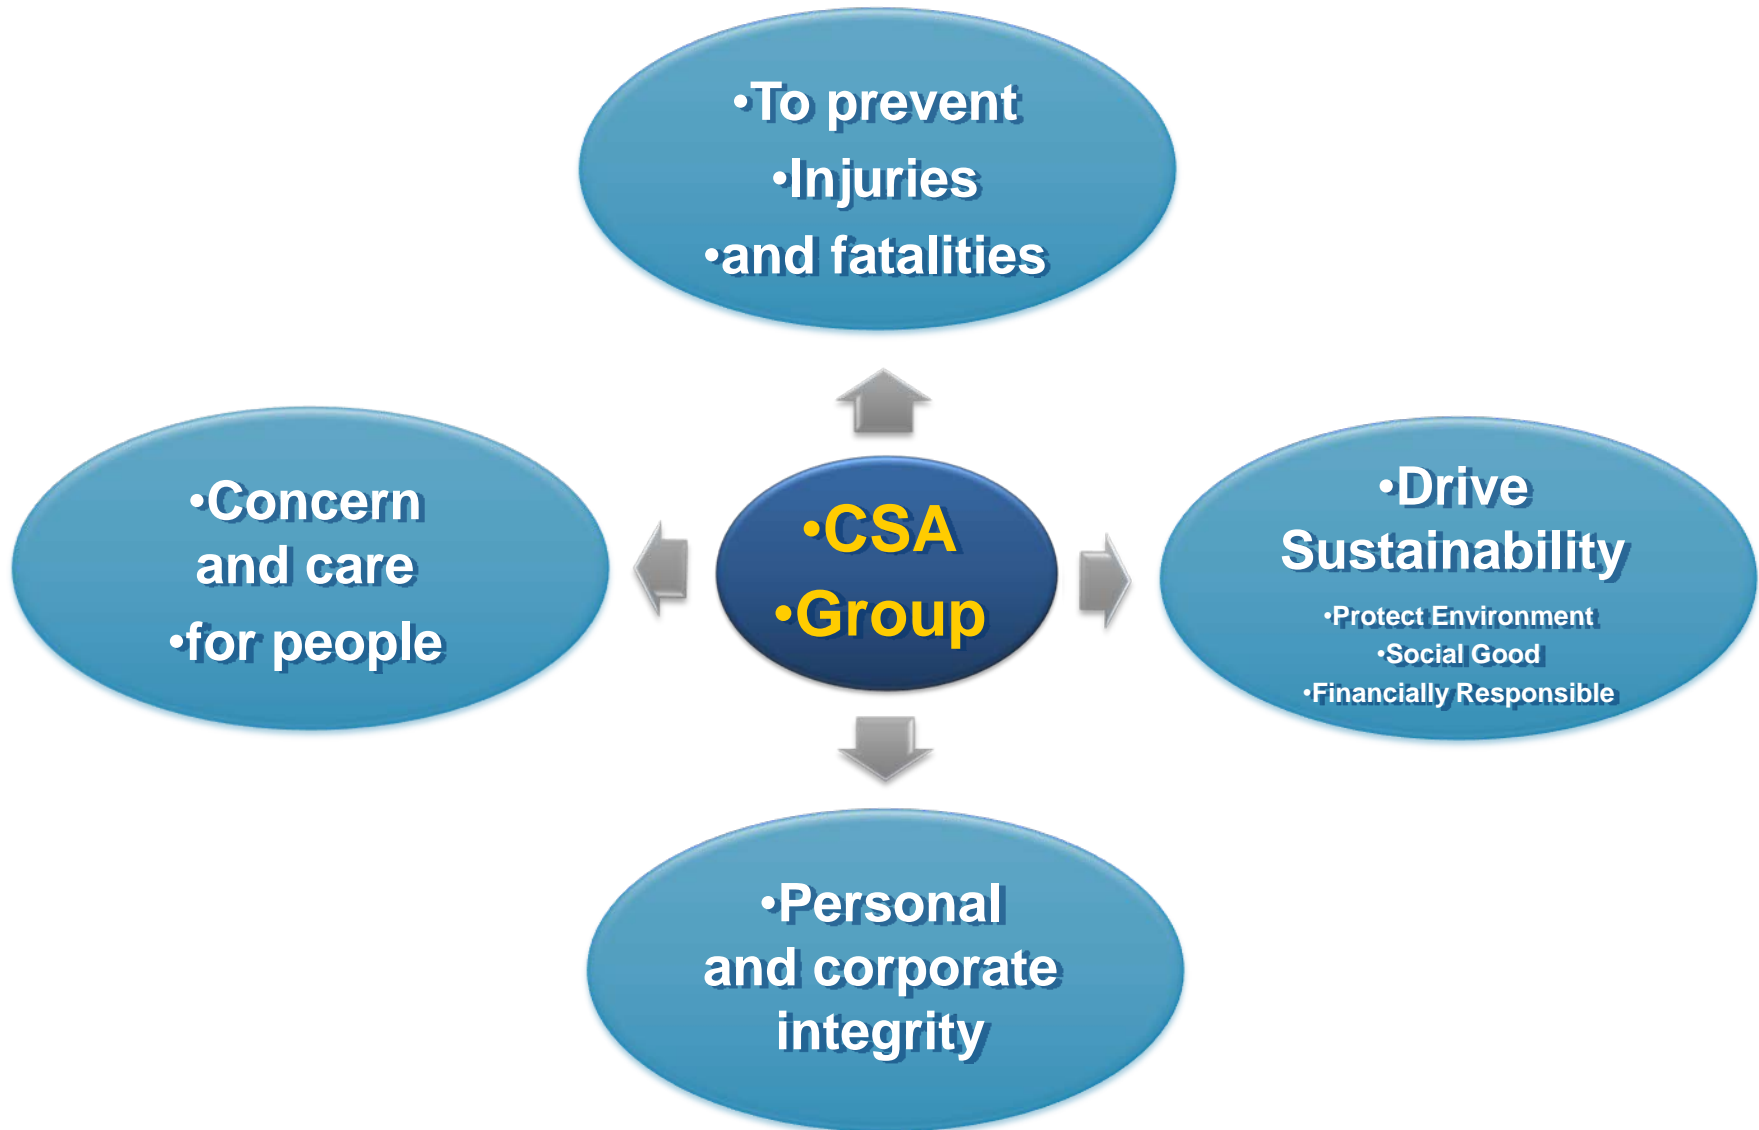 •To prevent
•Injuries
•and fatalities
•Concern
and care
•for people
•CSA
•Group
•Drive
Sustainability
•Protect Environment
•Social Good
•Financially Responsible
•Personal
and corporate
integrity